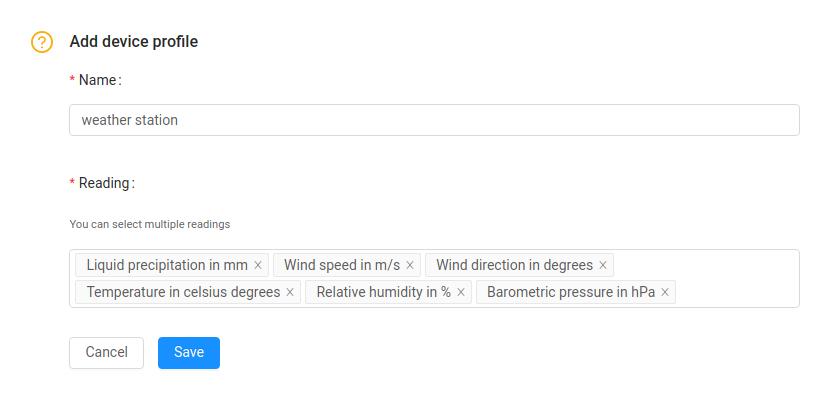 Add device profile
* Name:
weather station
* Reading:
You can select multiple readings
Liquid precipitation in mm × Wind speed in m/s × Wind direction in degrees ×
Temperature in celsius degrees × Relative humidity in % × Barometric pressure in hPa ×
Cancel Save